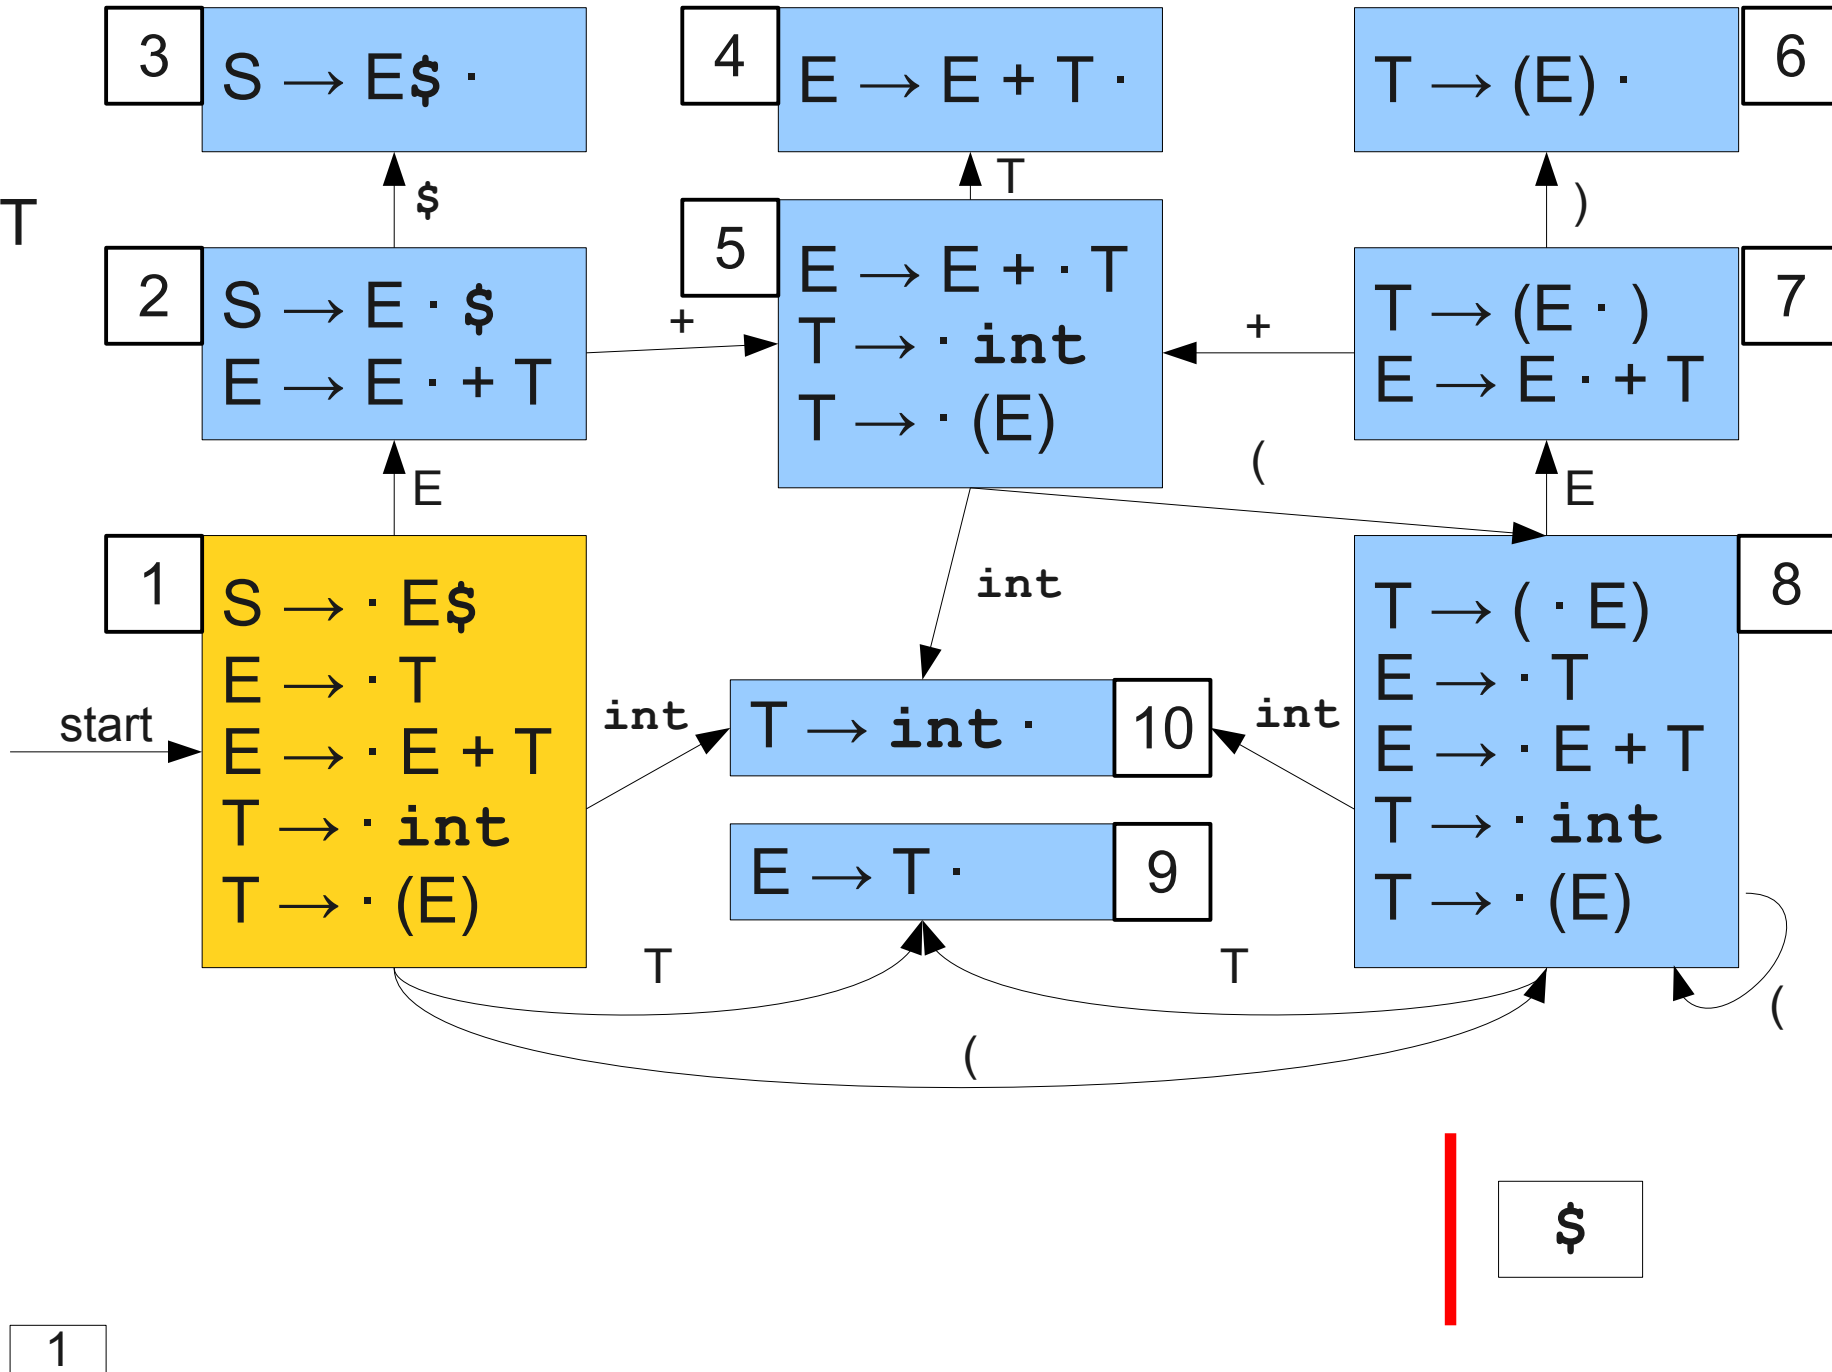 3
S → E$ ·
4
E → E + T ·
T → (E) ·
6
$
T
)
T
2
S → E · $
E → E · + T
+
5
E → E + · T
T → · int
T → · (E)
+
T → (E · )
E → E · + T
7
E
(
E
1
S → · E$
E → · T
E → · E + T
T → · int
T → · (E)
start
int
int
T → int ·
10
int
E → T ·
9
8
T → ( · E)
E → · T
E → · E + T
T → · int
T → · (E)
T
T
(
(
$
1